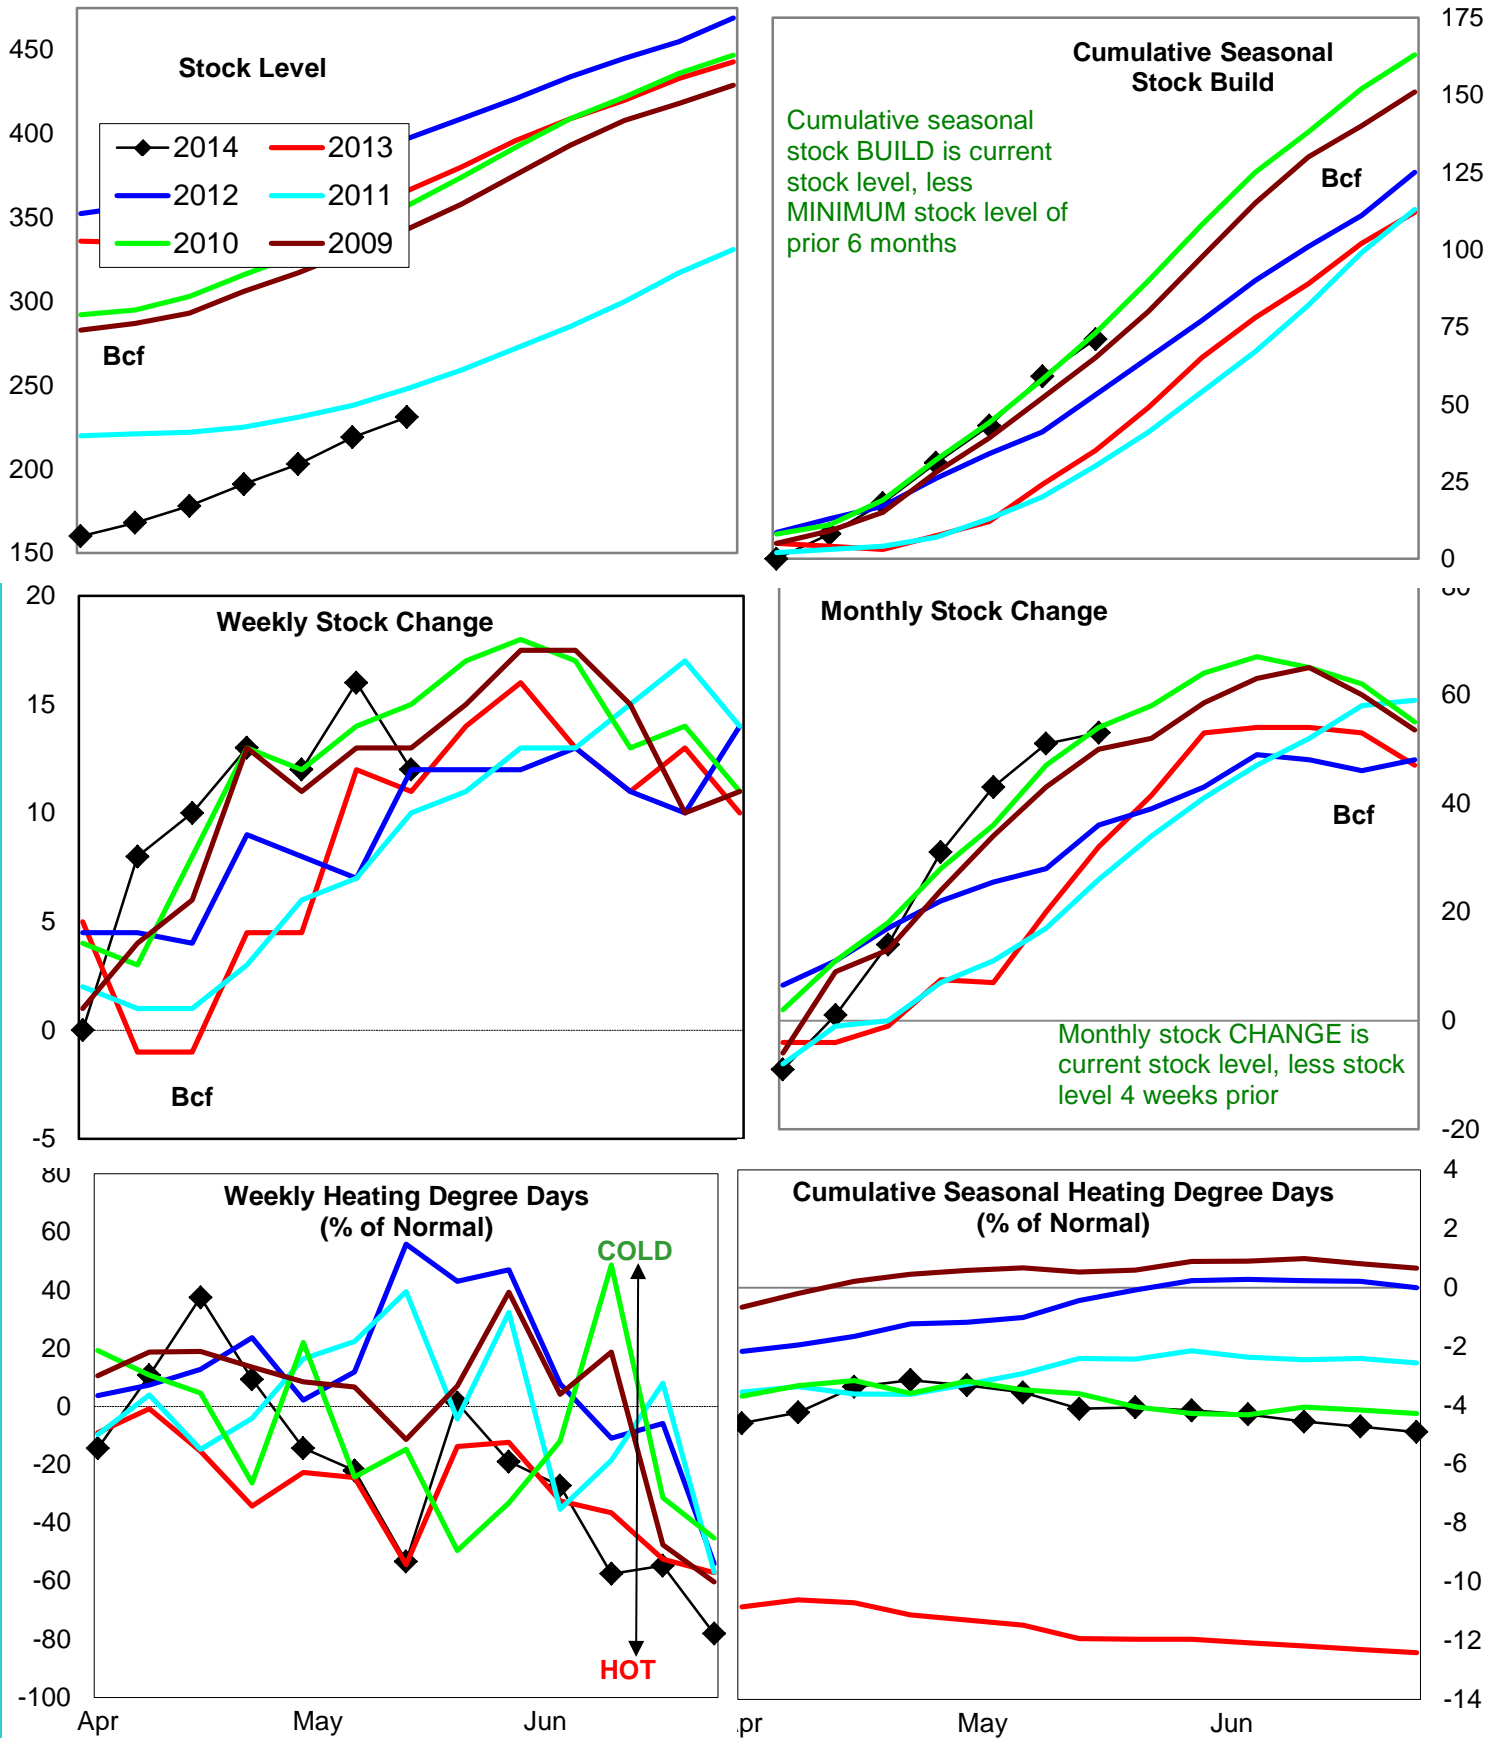 Stock Level
450
400
350
300
250
200
150
2014
2013
2012
2011
2010
2009
Bcf
Cumulative Seasonal
Stock Build
Cumulative seasonal
stock BUILD is current
stock level, less
MINIMUM stock level of
prior 6 months
Bcf
175
150
125
100
75
50
25
0
Weekly Stock Change
20
15
10
5
0
-5
Bcf
Monthly Stock Change
80
60
40
20
0
-20
Bcf
Monthly stock CHANGE is
current stock level, less stock
level 4 weeks prior
Weekly Heating Degree Days
(% of Normal)
80
60
40
20
0
-20
-40
-60
-80
-100
COLD
HOT
Apr
May
Jun
Cumulative Seasonal Heating Degree Days
(% of Normal)
4
2
0
-2
-4
-6
-8
-10
-12
-14
pr
May
Jun